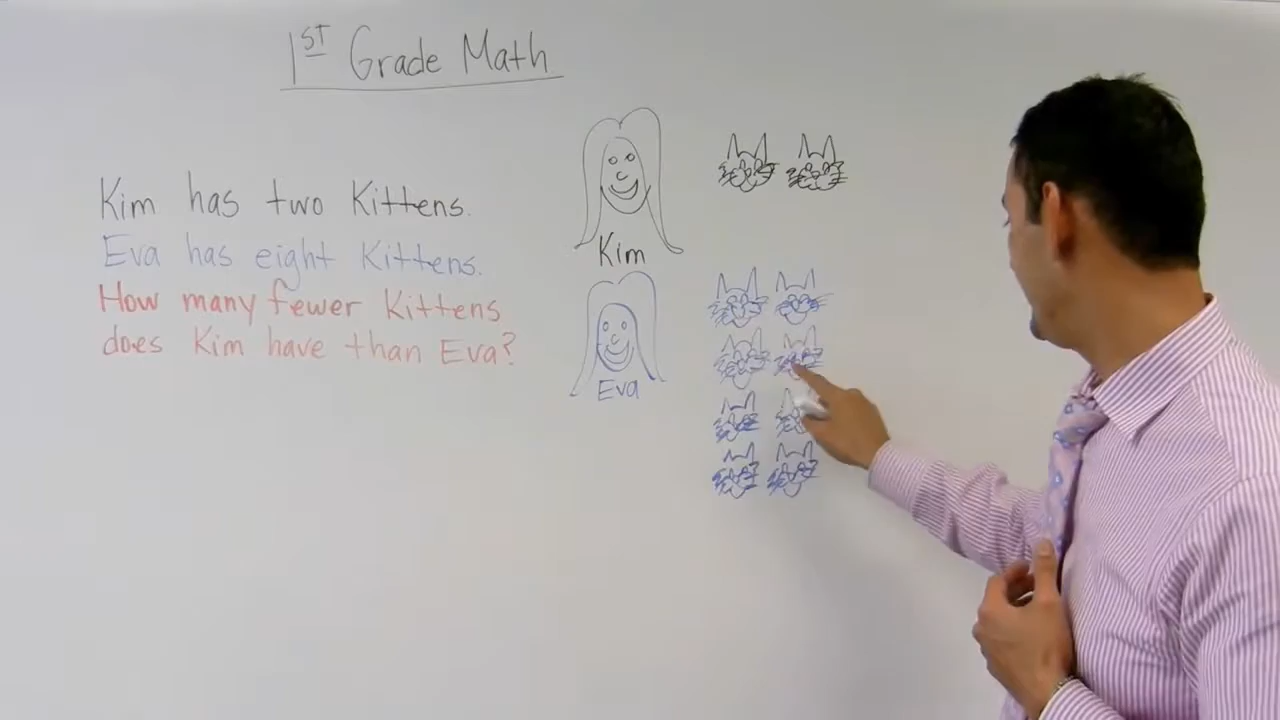 1ST Grade Math
Kim has two Kittens.
Eva has eight Kittens.
How many fewer Kittens
does Kim have than Eva?
Kim
Eva